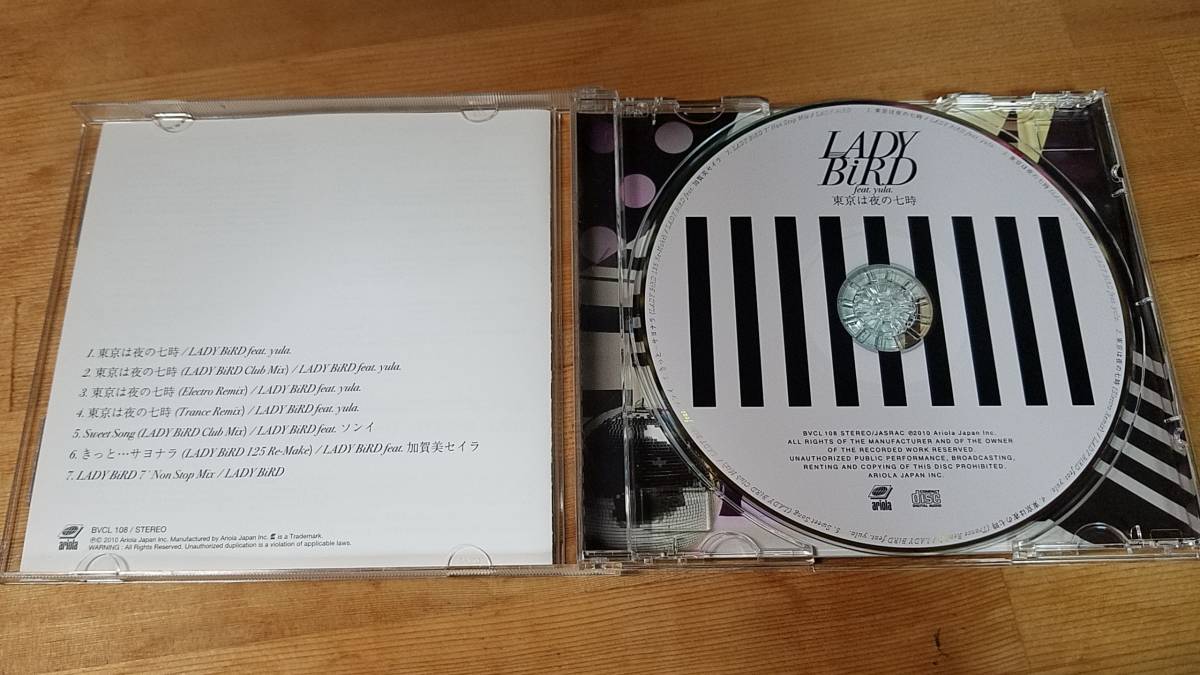 1. 東京は夜の七時 / LADY BiRD feat. yula.
2. 東京は夜の七時 (LADY BiRD Club Mix) / LADY BiRD feat. yula.
3. 東京は夜の七時 (Electro Remix) / LADY BiRD feat. yula.
4. 東京は夜の七時 (Trance Remix) / LADY BiRD feat. yula.
5. Sweet Song (LADY BiRD Club Mix) / LADY BiRD feat. ソンイ
6. きっと…サヨナラ (LADY BiRD 125 Re-Make) / LADY BiRD feat. 加賀美セイラ
7. LADY BiRD 7" Non Stop Mix / LADY BiRD
ariola
BVCL 108 / STEREO
℗© 2010 Ariola Japan Inc. Manufactured by Ariola Japan Inc. is a Trademark.
WARNING : All Rights Reserved. Unauthorized duplication is a violation of applicable laws.
LADY
BiRD
feat. yula.
東京は夜の七時
BVCL 108 STEREO/JASRAC ©2010 Ariola Japan Inc.
ALL RIGHTS OF THE MANUFACTURER AND OF THE OWNER
OF THE RECORDED WORK RESERVED.
UNAUTHORIZED PUBLIC PERFORMANCE, BROADCASTING,
RENTING AND COPYING OF THIS DISC PROHIBITED.
ARIOLA JAPAN INC.
ariola
COMPACT
disc
DIGITAL AUDIO